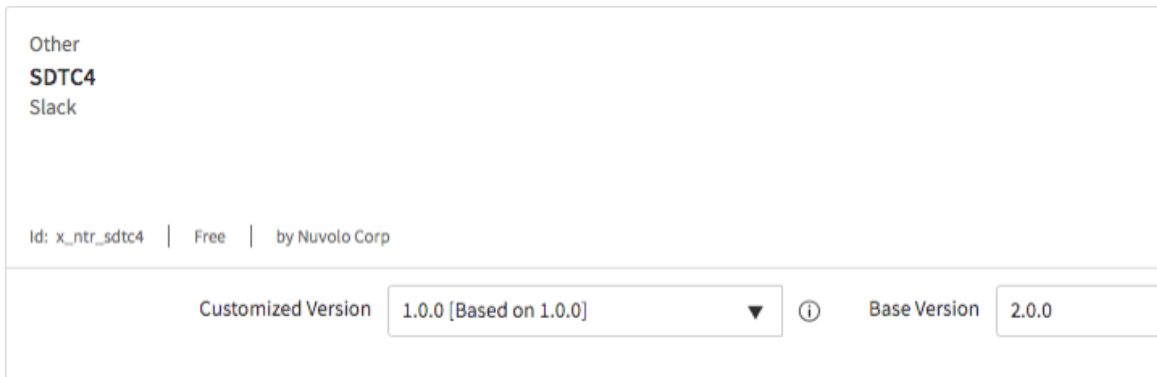 Other
SDTC4
Slack
Id: x_ntr_sdtc4 | Free | by Nuvolo Corp
Customized Version 1.0.0 [Based on 1.0.0] Base Version 2.0.0